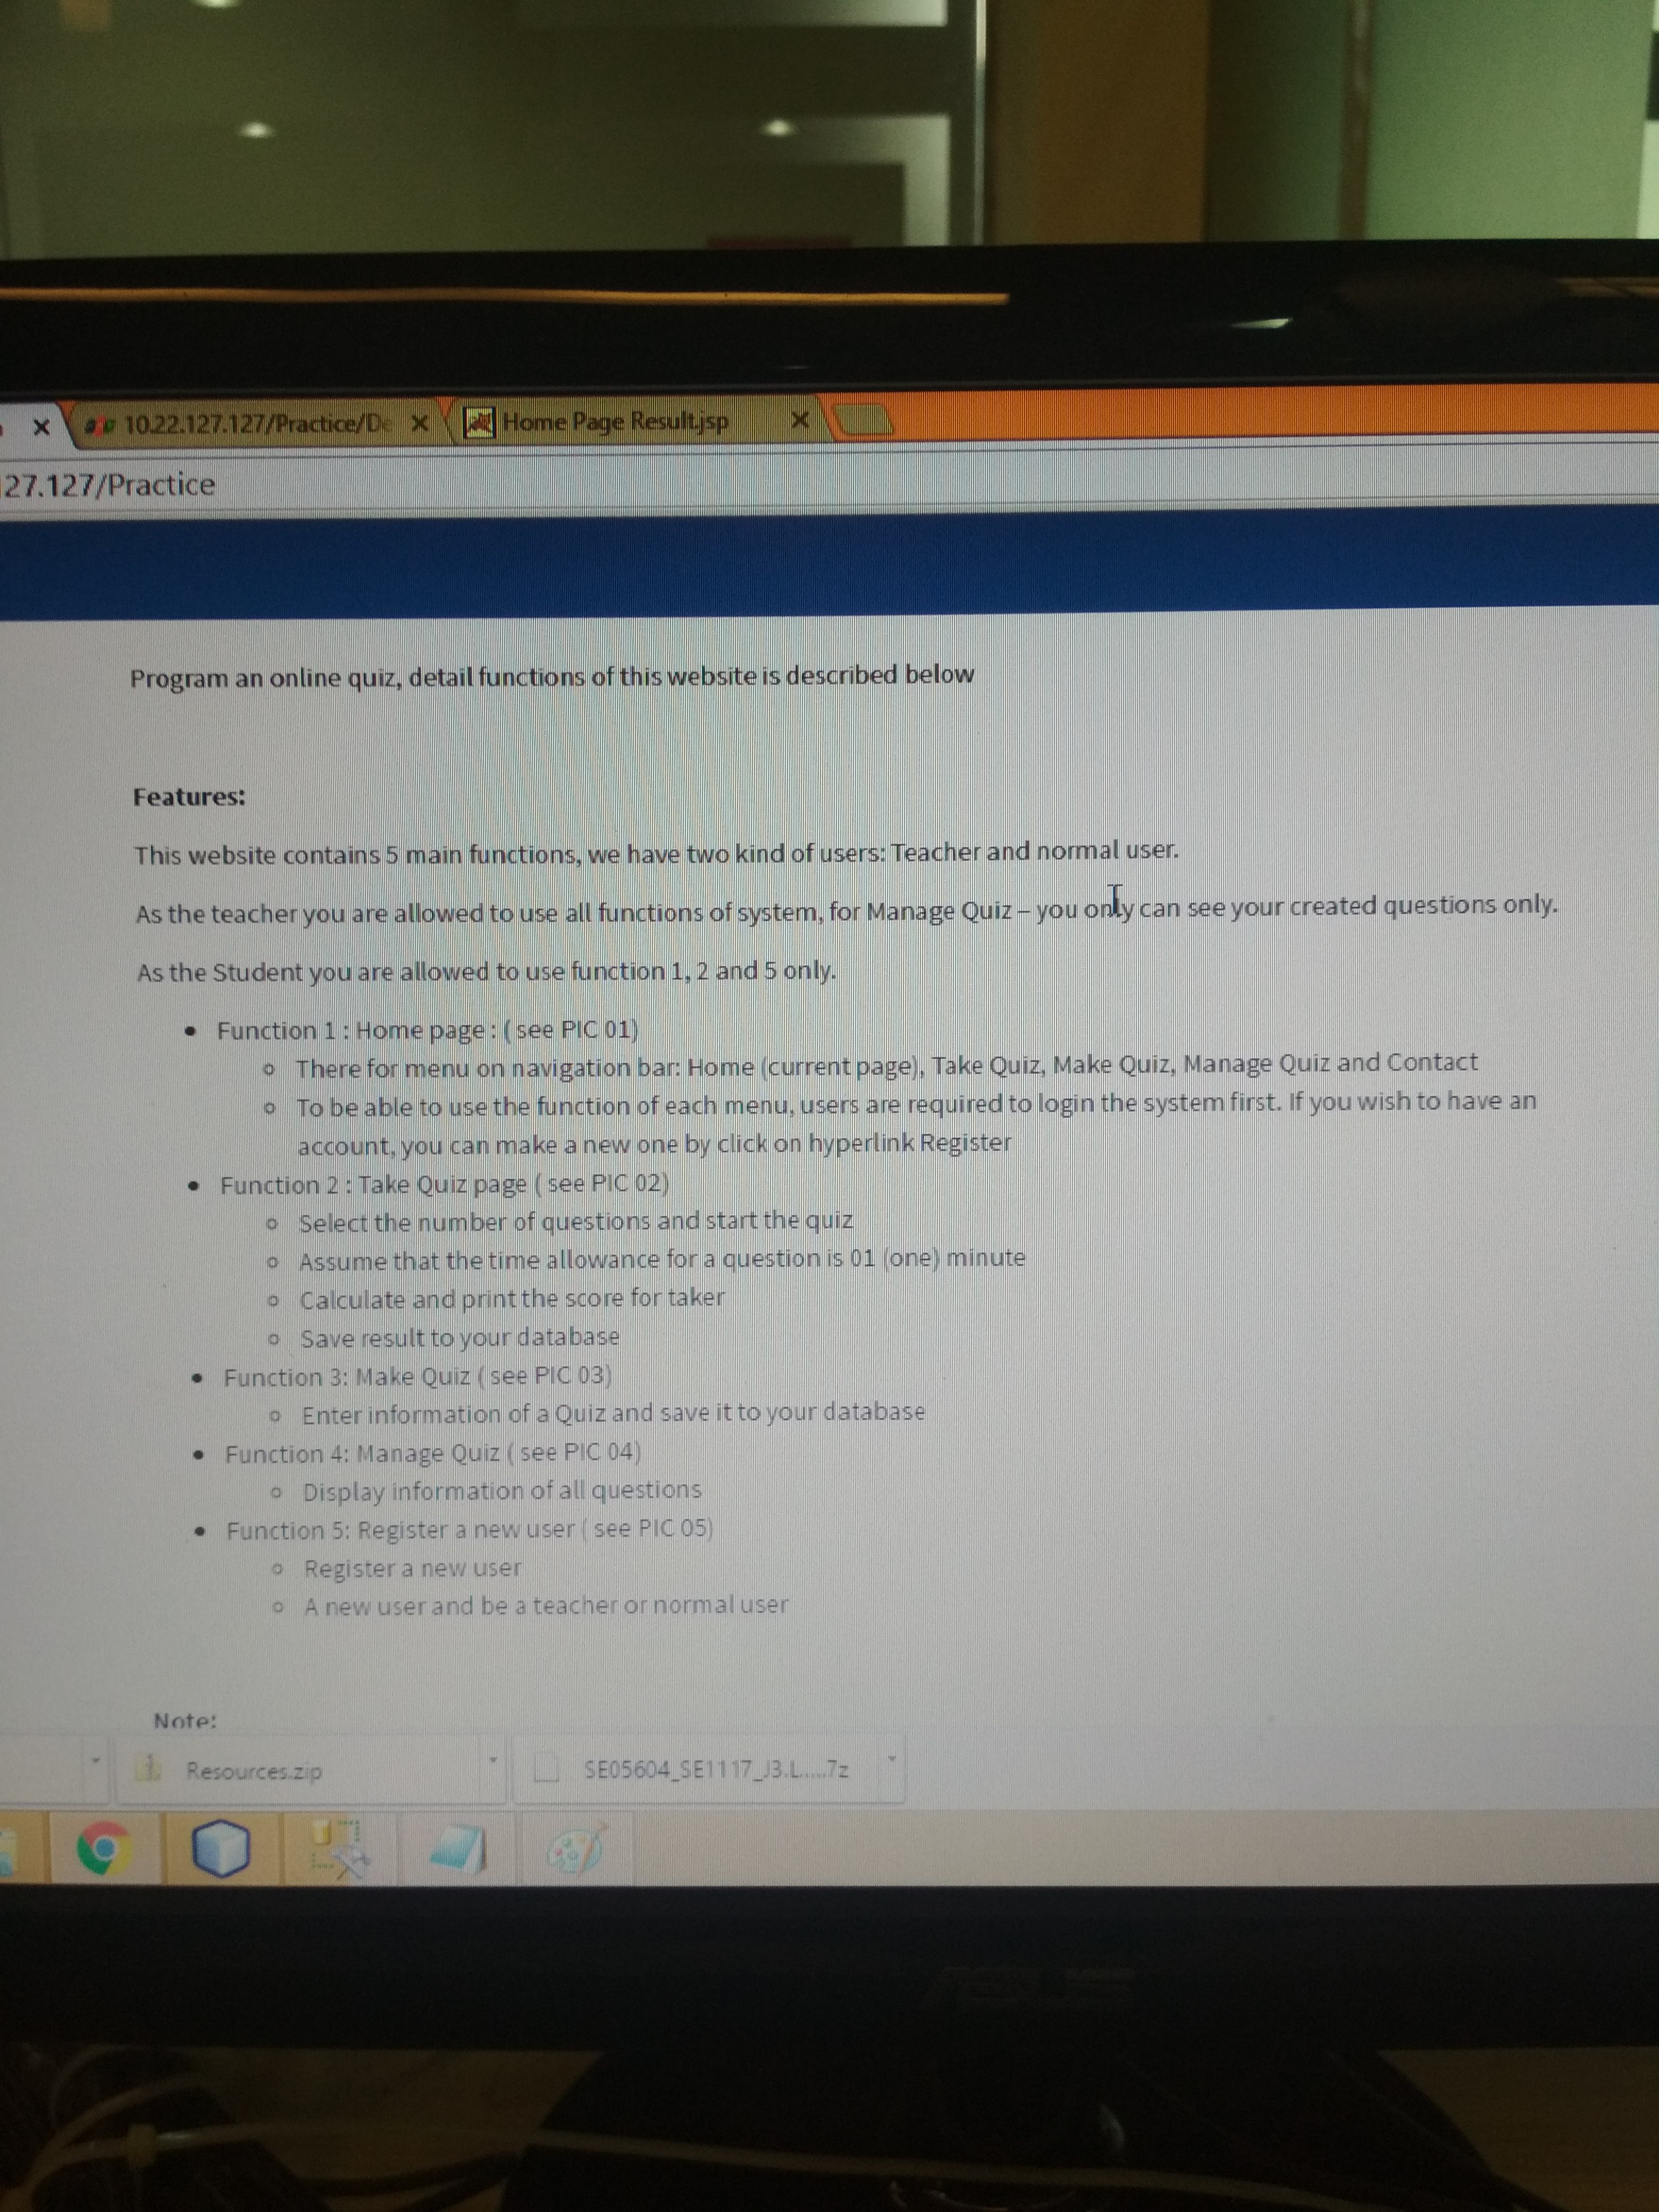 10.22.127.127/Practice/De
Home Page Result.jsp
27.127/Practice
Program an online quiz, detail functions of this website is described below
Features:
This website contains 5 main functions, we have two kind of users: Teacher and normal user.
As the teacher you are allowed to use all functions of system, for Manage Quiz – you only can see your created questions only.
As the Student you are allowed to use function 1, 2 and 5 only.
• Function 1 : Home page : ( see PIC 01)
o There for menu on navigation bar: Home (current page), Take Quiz, Make Quiz, Manage Quiz and Contact
o To be able to use the function of each menu, users are required to login the system first. If you wish to have an
account, you can make a new one by click on hyperlink Register
• Function 2 : Take Quiz page ( see PIC 02)
o Select the number of questions and start the quiz
o Assume that the time allowance for a question is 01 (one) minute
o Calculate and print the score for taker
o Save result to your database
• Function 3: Make Quiz ( see PIC 03)
o Enter information of a Quiz and save it to your database
• Function 4: Manage Quiz ( see PIC 04)
o Display information of all questions
• Function 5: Register a new user ( see PIC 05)
o Register a new user
o A new user and be a teacher or normal user
Note:
Resources.zip
SE05604_SE1117_J3.L.....7z